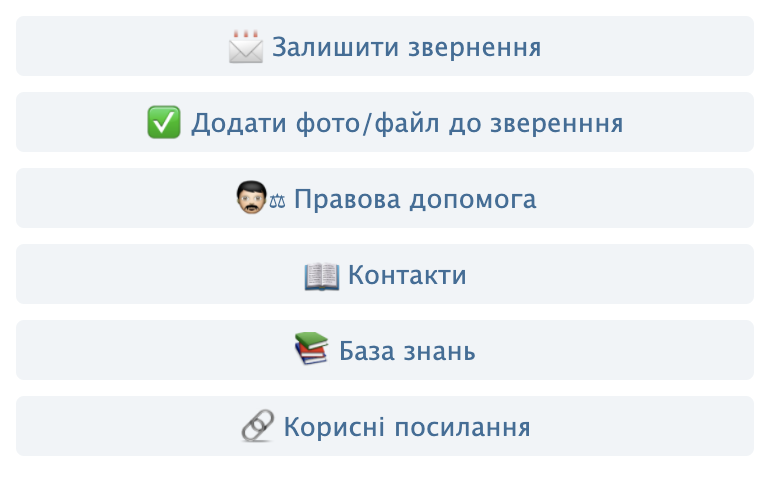 Залишити звернення
Додати фото/файл до зверенння
Правова допомога
Контакти
База знань
Корисні посилання